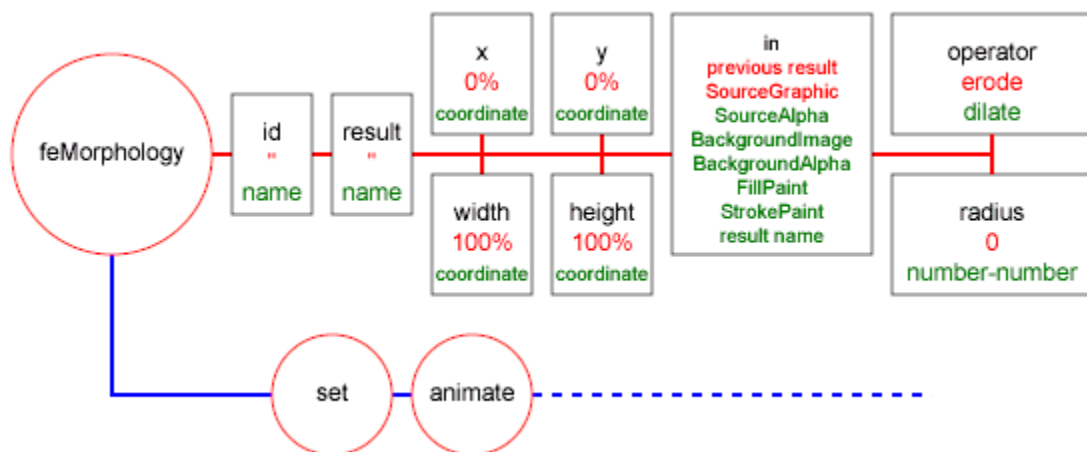 feMorphology
id
"
name
result
"
name
x
0%
coordinate
width
100%
coordinate
y
0%
coordinate
height
100%
coordinate
in
previous result
SourceGraphic
SourceAlpha
BackgroundImage
BackgroundAlpha
FillPaint
StrokePaint
result name
operator
erode
dilate
radius
0
number-number
set
animate